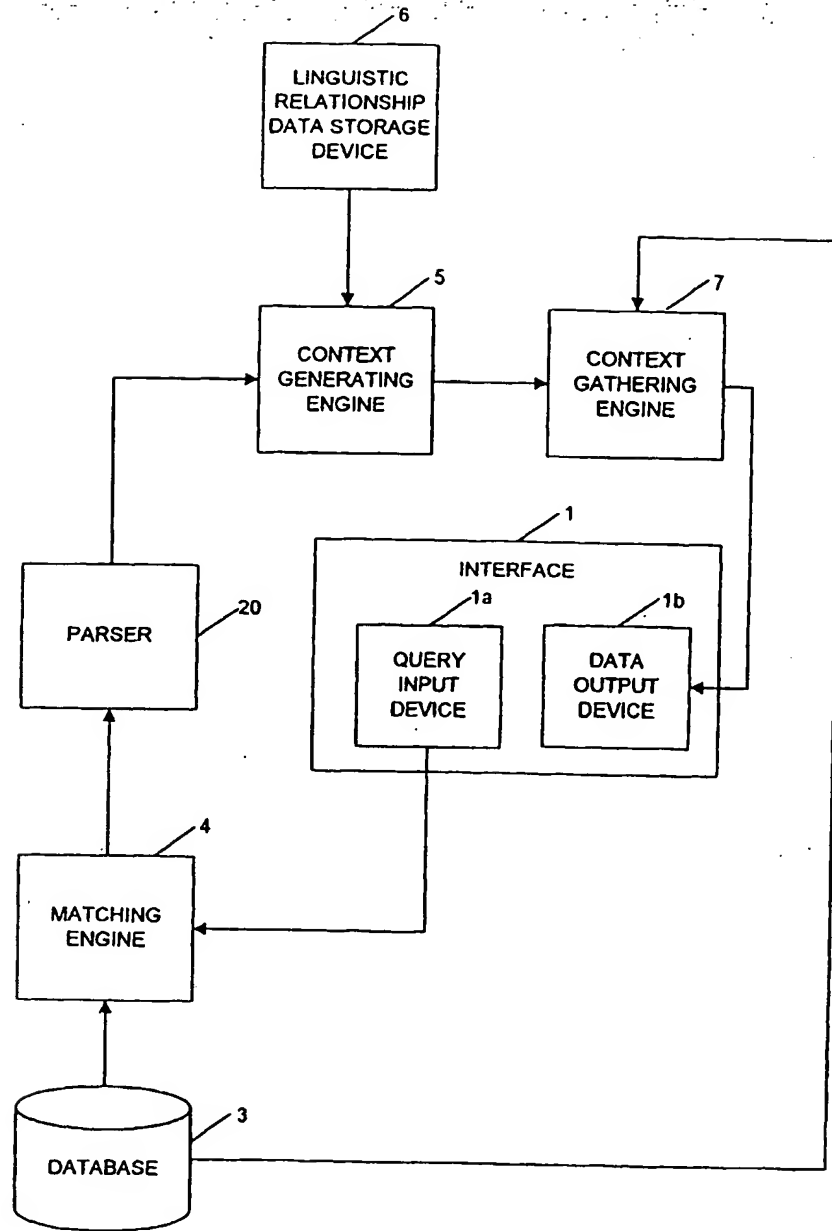 6
LINGUISTIC
RELATIONSHIP
DATA STORAGE
DEVICE
5
CONTEXT
GENERATING
ENGINE
7
CONTEXT
GATHERING
ENGINE
1
INTERFACE
1a
QUERY
INPUT
DEVICE
1b
DATA
OUTPUT
DEVICE
PARSER
20
4
MATCHING
ENGINE
3
DATABASE